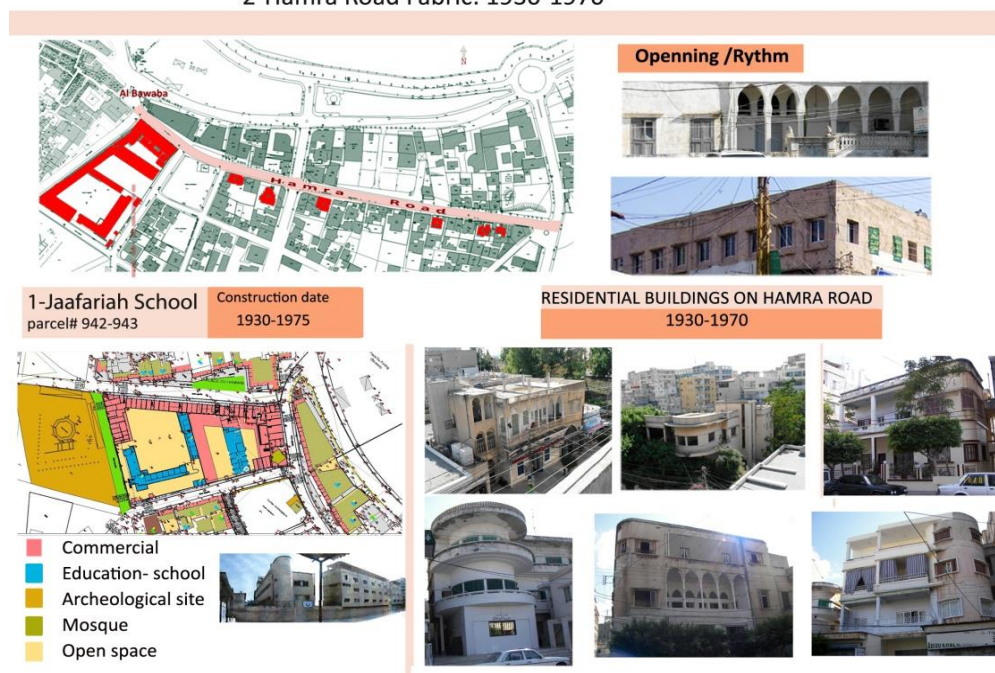 2-Hamra Road Fabric: 1930-1970
Al Bawaba
Hamra Road
N
Openning /Rythm
1-Jaafariah School
parcel# 942-943
Construction date
1930-1975
RESIDENTIAL BUILDINGS ON HAMRA ROAD
1930-1970
Commercial
Education- school
Archeological site
Mosque
Open space